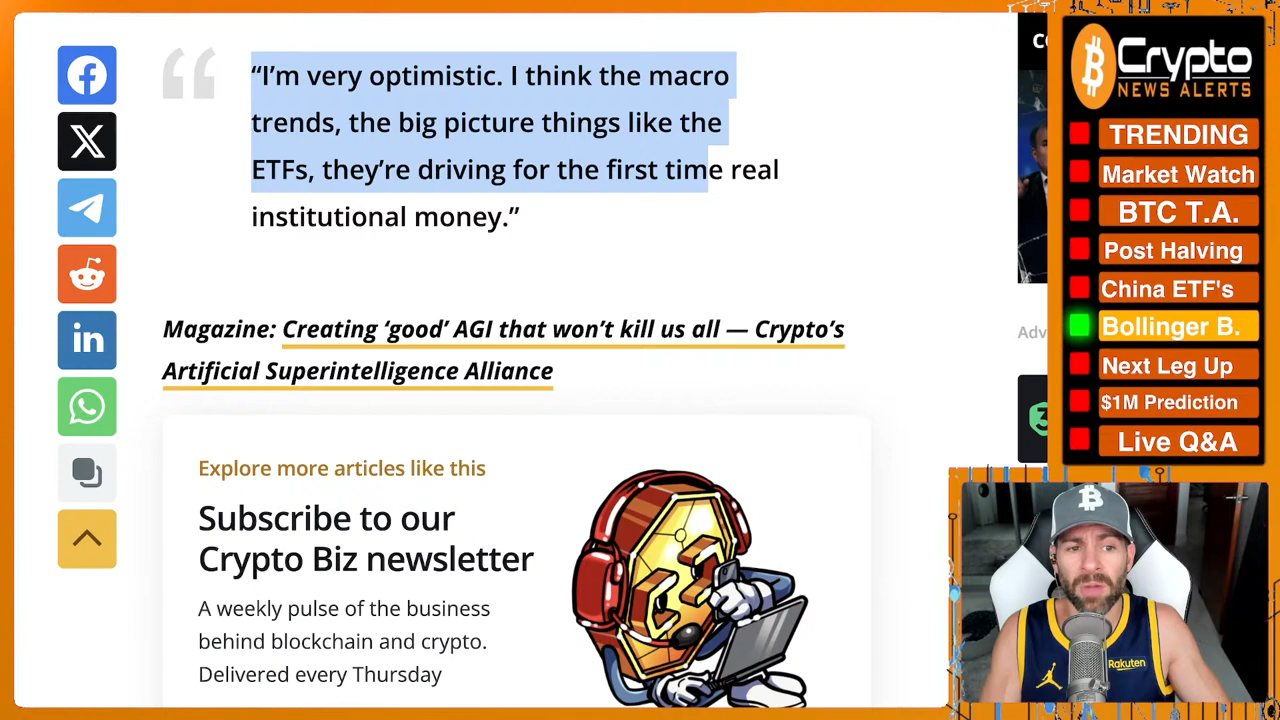 “I’m very optimistic. I think the macro
trends, the big picture things like the
ETFs, they’re driving for the first time real
institutional money.”
Magazine: Creating ‘good’ AGI that won’t kill us all — Crypto’s
Artificial Superintelligence Alliance
Explore more articles like this
Subscribe to our
Crypto Biz newsletter
A weekly pulse of the business
behind blockchain and crypto.
Delivered every Thursday
Crypto
NEWS ALERTS
TRENDING
Market Watch
BTC T.A.
Post Halving
China ETF's
Bollinger B.
Next Leg Up
$1M Prediction
Live Q&A
Rakuten